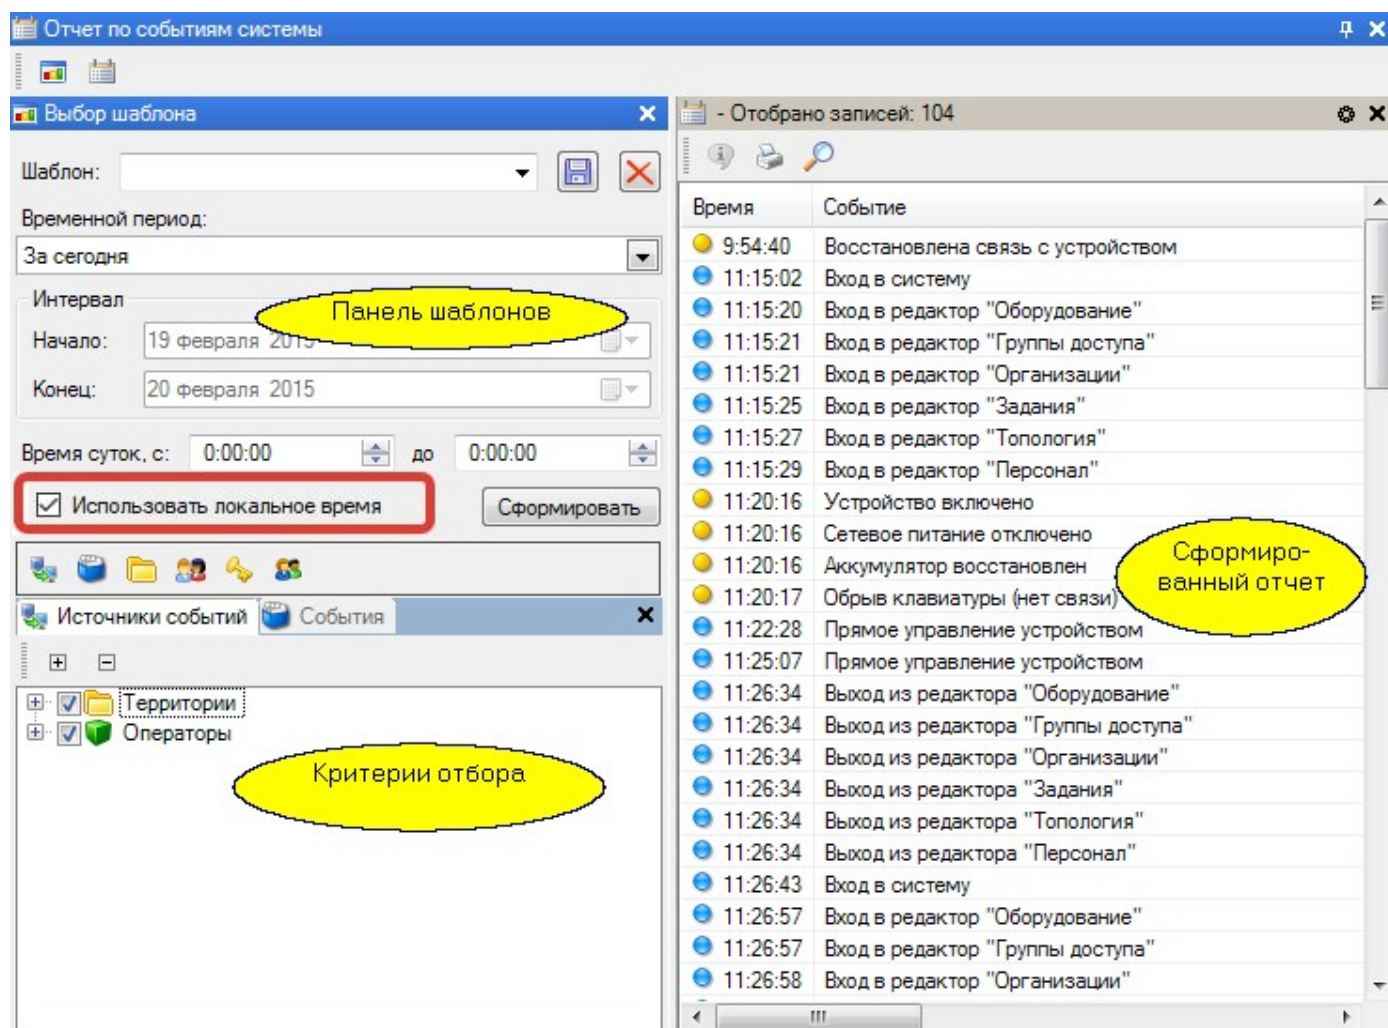 Отчет по событиям системы
Выбор шаблона
Шаблон:
Временной период:
За сегодня
Интервал
Панель шаблонов
Начало: 19 февраля 2015
Конец: 20 февраля 2015
Время суток, с: 0:00:00 до 0:00:00
Использовать локальное время
Сформировать
Источники событий События
Территории
Операторы
Критерии отбора
- Отобрано записей: 104
Время Событие
9:54:40 Восстановлена связь с устройством
11:15:02 Вход в систему
11:15:20 Вход в редактор "Оборудование"
11:15:21 Вход в редактор "Группы доступа"
11:15:21 Вход в редактор "Организации"
11:15:25 Вход в редактор "Задания"
11:15:27 Вход в редактор "Топология"
11:15:29 Вход в редактор "Персонал"
11:20:16 Устройство включено
11:20:16 Сетевое питание отключено
11:20:16 Аккумулятор восстановлен
11:20:17 Обрыв клавиатуры (нет связи)
Сформиро-
ванный отчет
11:22:28 Прямое управление устройством
11:25:07 Прямое управление устройством
11:26:34 Выход из редактора "Оборудование"
11:26:34 Выход из редактора "Группы доступа"
11:26:34 Выход из редактора "Организации"
11:26:34 Выход из редактора "Задания"
11:26:34 Выход из редактора "Топология"
11:26:34 Выход из редактора "Персонал"
11:26:43 Вход в систему
11:26:57 Вход в редактор "Оборудование"
11:26:57 Вход в редактор "Группы доступа"
11:26:58 Вход в редактор "Организации"